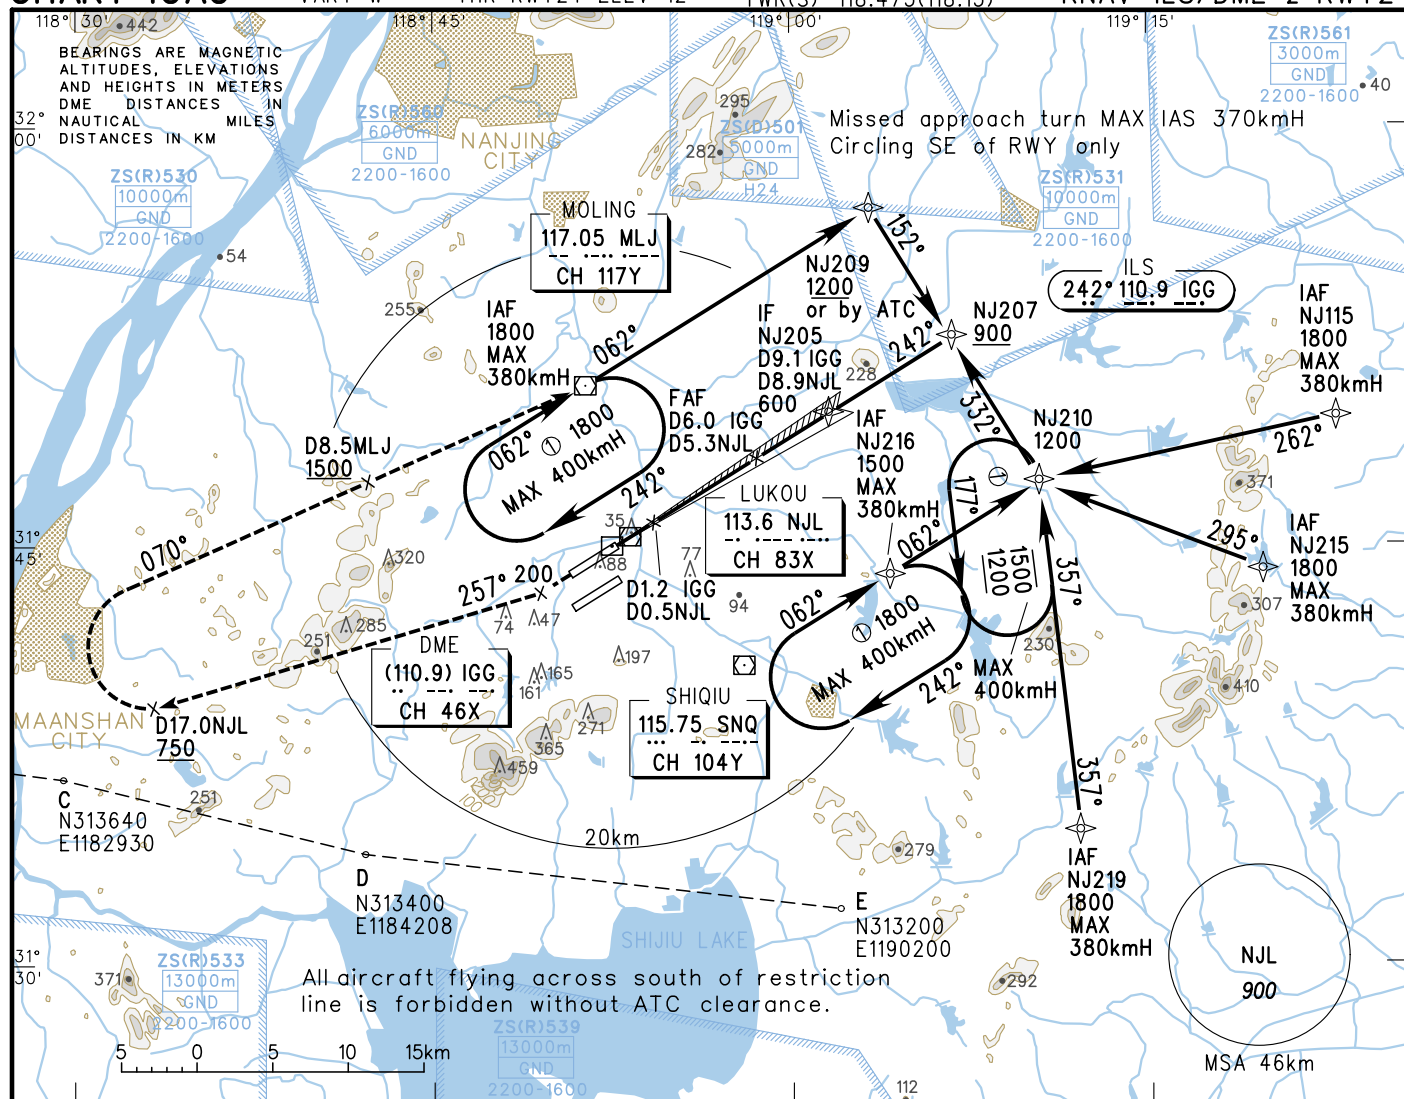 118° 30'
118° 45'
119° 00'
119° 15'
BEARINGS ARE MAGNETIC
ALTITUDES, ELEVATIONS
AND HEIGHTS IN METERS
DME DISTANCES IN
NAUTICAL MILES
DISTANCES IN KM
442
32°
00'
ZS(R)560
6000m
GND
2200-1600
NANJING
CITY
295
282
ZS(D)501
5000m
GND
H24
Missed approach turn MAX IAS 370kmH
Circling SE of RWY only
ZS(R)561
3000m
GND
2200-1600
40
ZS(R)530
10000m
GND
2200-1600
54
ZS(R)531
10000m
GND
2200-1600
MOLING
117.05 MLJ
CH 117Y
152°
NJ209
1200
or by ATC
ILS
242° 110.9 IGG
255
IAF
1800
MAX
380kmH
062°
IF
NJ205
D9.1 IGG
D8.9NJL
600
242°
NJ207
900
228
IAF
NJ115
1800
MAX
380kmH
262°
332°
NJ210
1200
FAF
D6.0 IGG
D5.3NJL
062°
1800
MAX 400kmH
242°
D8.5MLJ
1500
IAF
NJ216
1500
MAX
380kmH
177°
371
LUKOU
113.6 NJL
CH 83X
062°
295°
IAF
NJ215
1800
MAX
380kmH
31°
45'
070°
320
257°
200
35
88
77
D1.2 IGG
D0.5NJL
94
1500
1200
357°
307
062°
1800
MAX 400kmH
242°
MAX
400kmH
230
410
74
47
285
251
DME
(110.9) IGG
CH 46X
165
161
197
SHIQIU
115.75 SNQ
CH 104Y
271
365
459
MAANSHAN
CITY
D17.0NJL
750
357°
C
N313640
E1182930
251
20km
279
IAF
NJ219
1800
MAX
380kmH
D
N313400
E1184208
E
N313200
E1190200
SHIJIU LAKE
NJL
900
MSA 46km
31°
30'
371
ZS(R)533
13000m
GND
2200-1600
All aircraft flying across south of restriction
line is forbidden without ATC clearance.
292
ZS(R)539
13000m
GND
2200-1600
5 0 5 10 15km
112